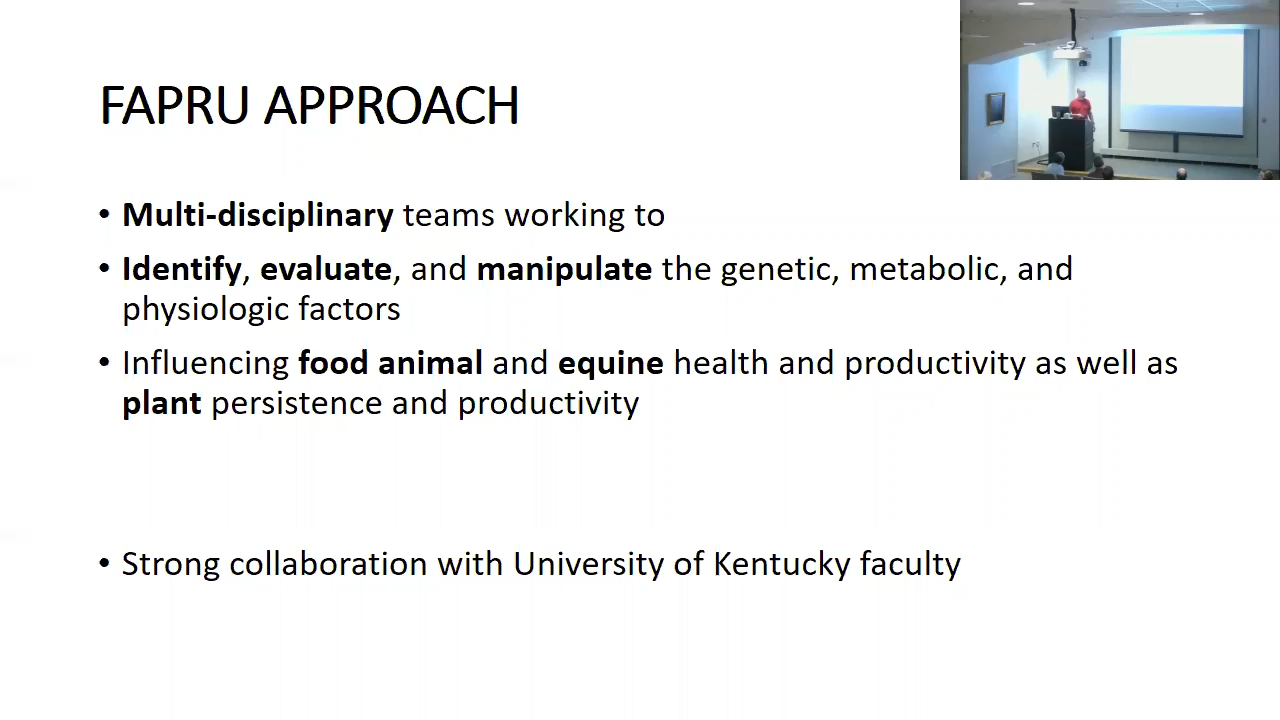 FAPRU APPROACH
• Multi-disciplinary teams working to
• Identify, evaluate, and manipulate the genetic, metabolic, and
physiologic factors
• Influencing food animal and equine health and productivity as well as
plant persistence and productivity
• Strong collaboration with University of Kentucky faculty